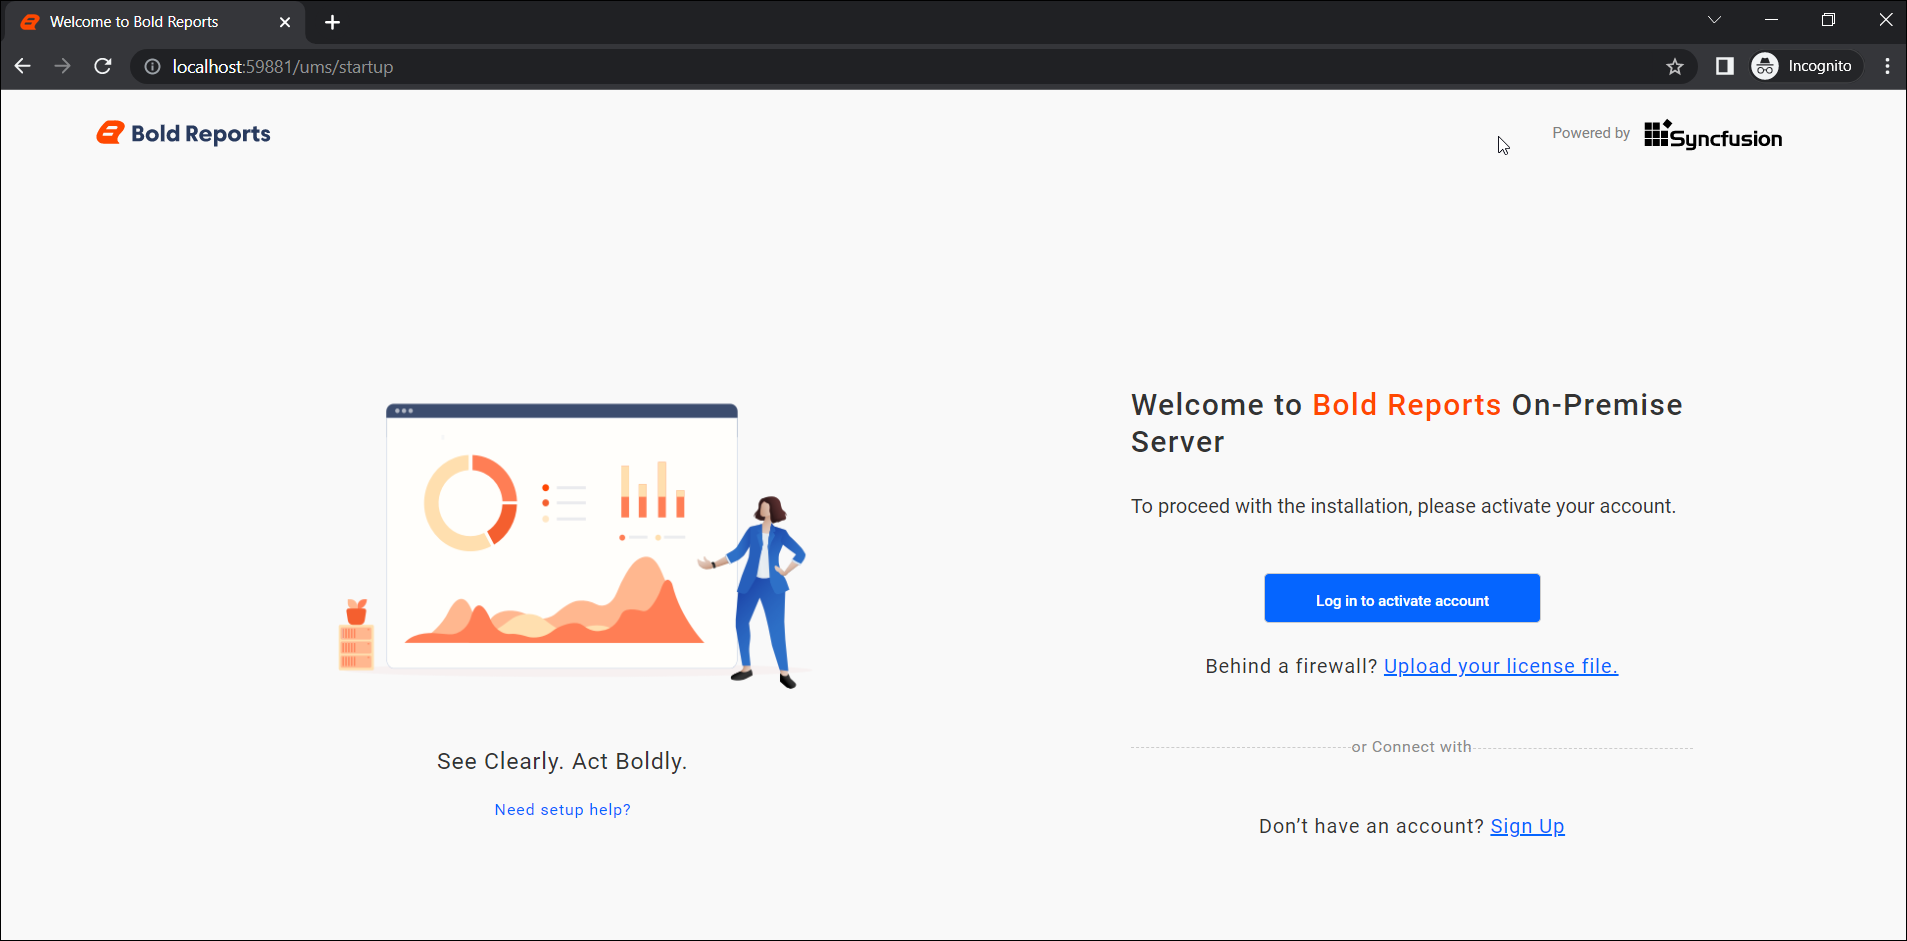 Welcome to Bold Reports
localhost:59881/ums/startup
Incognito
Bold Reports
Powered by Syncfusion
Welcome to Bold Reports On-Premise
Server
To proceed with the installation, please activate your account.
Log in to activate account
Behind a firewall? Upload your license file.
or Connect with
Don’t have an account? Sign Up
See Clearly. Act Boldly.
Need setup help?